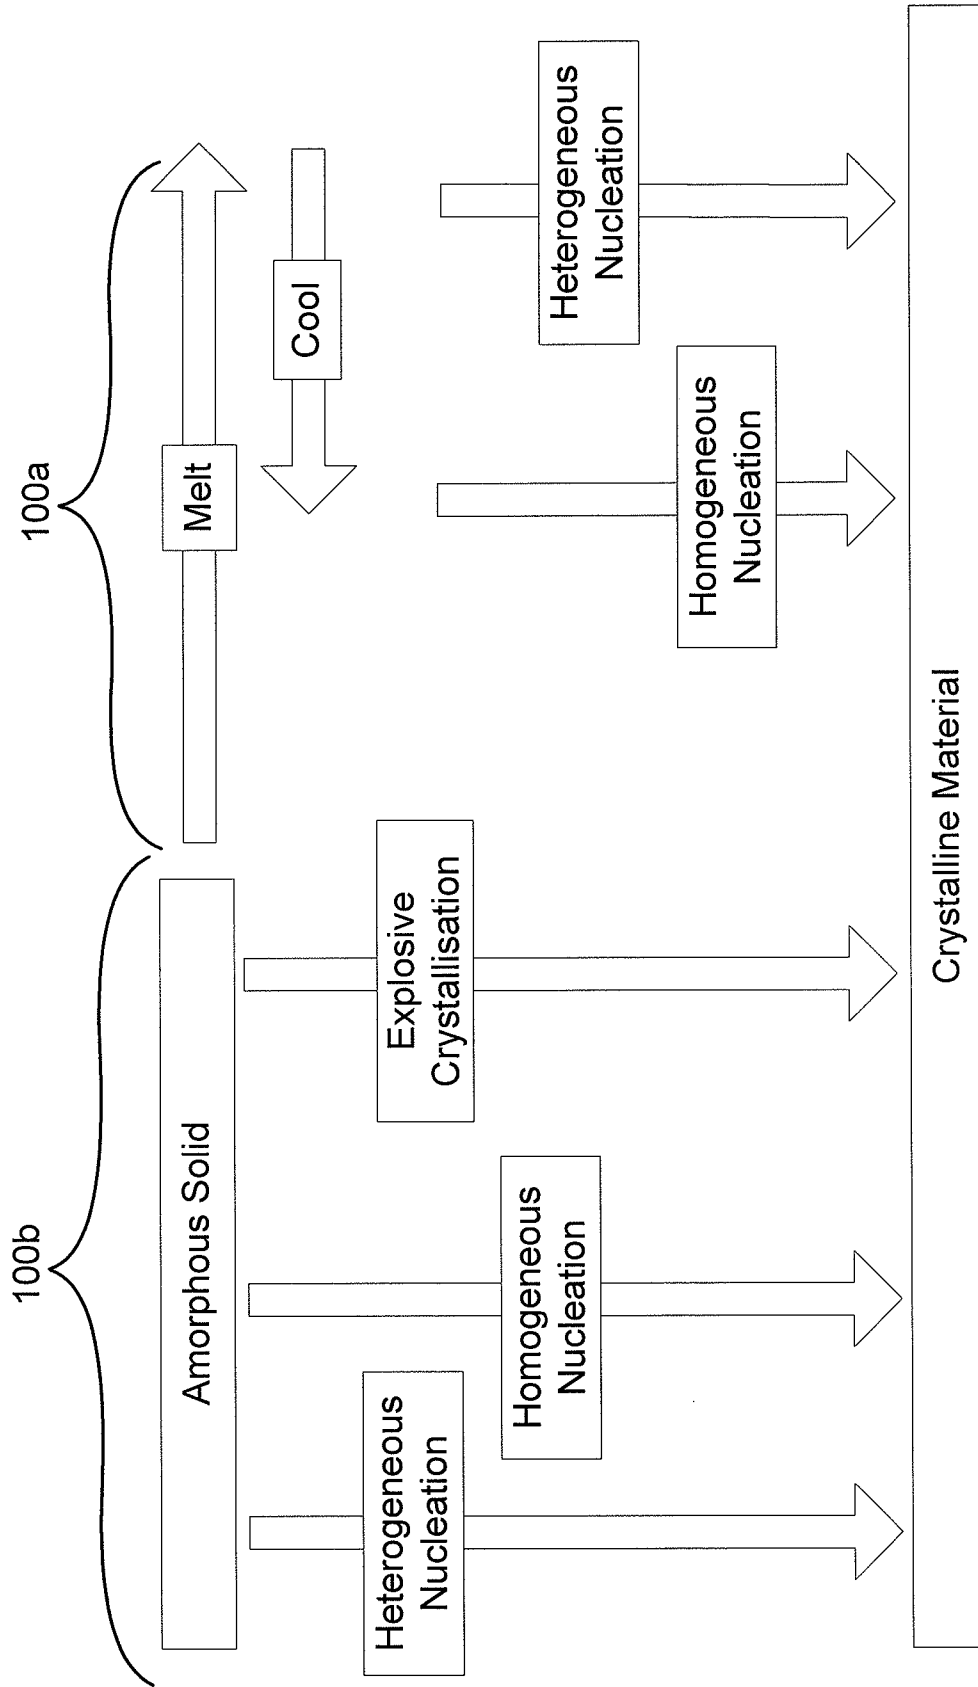 100b
100a
Amorphous Solid
Melt
Cool
Heterogeneous
Nucleation
Explosive
Crystallisation
Homogeneous
Nucleation
Heterogeneous
Nucleation
Homogeneous
Nucleation
Crystalline Material